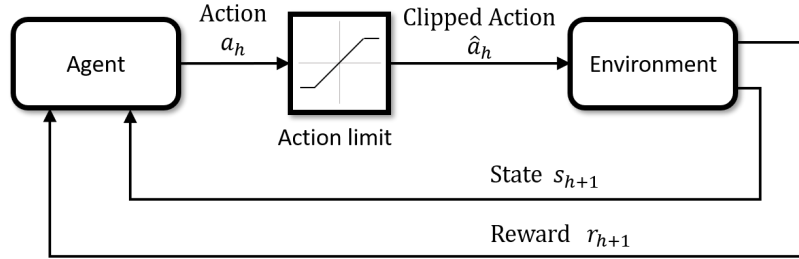 Action
a_h
Clipped Action
â_h
Agent
Environment
Action limit
State s_{h+1}
Reward r_{h+1}